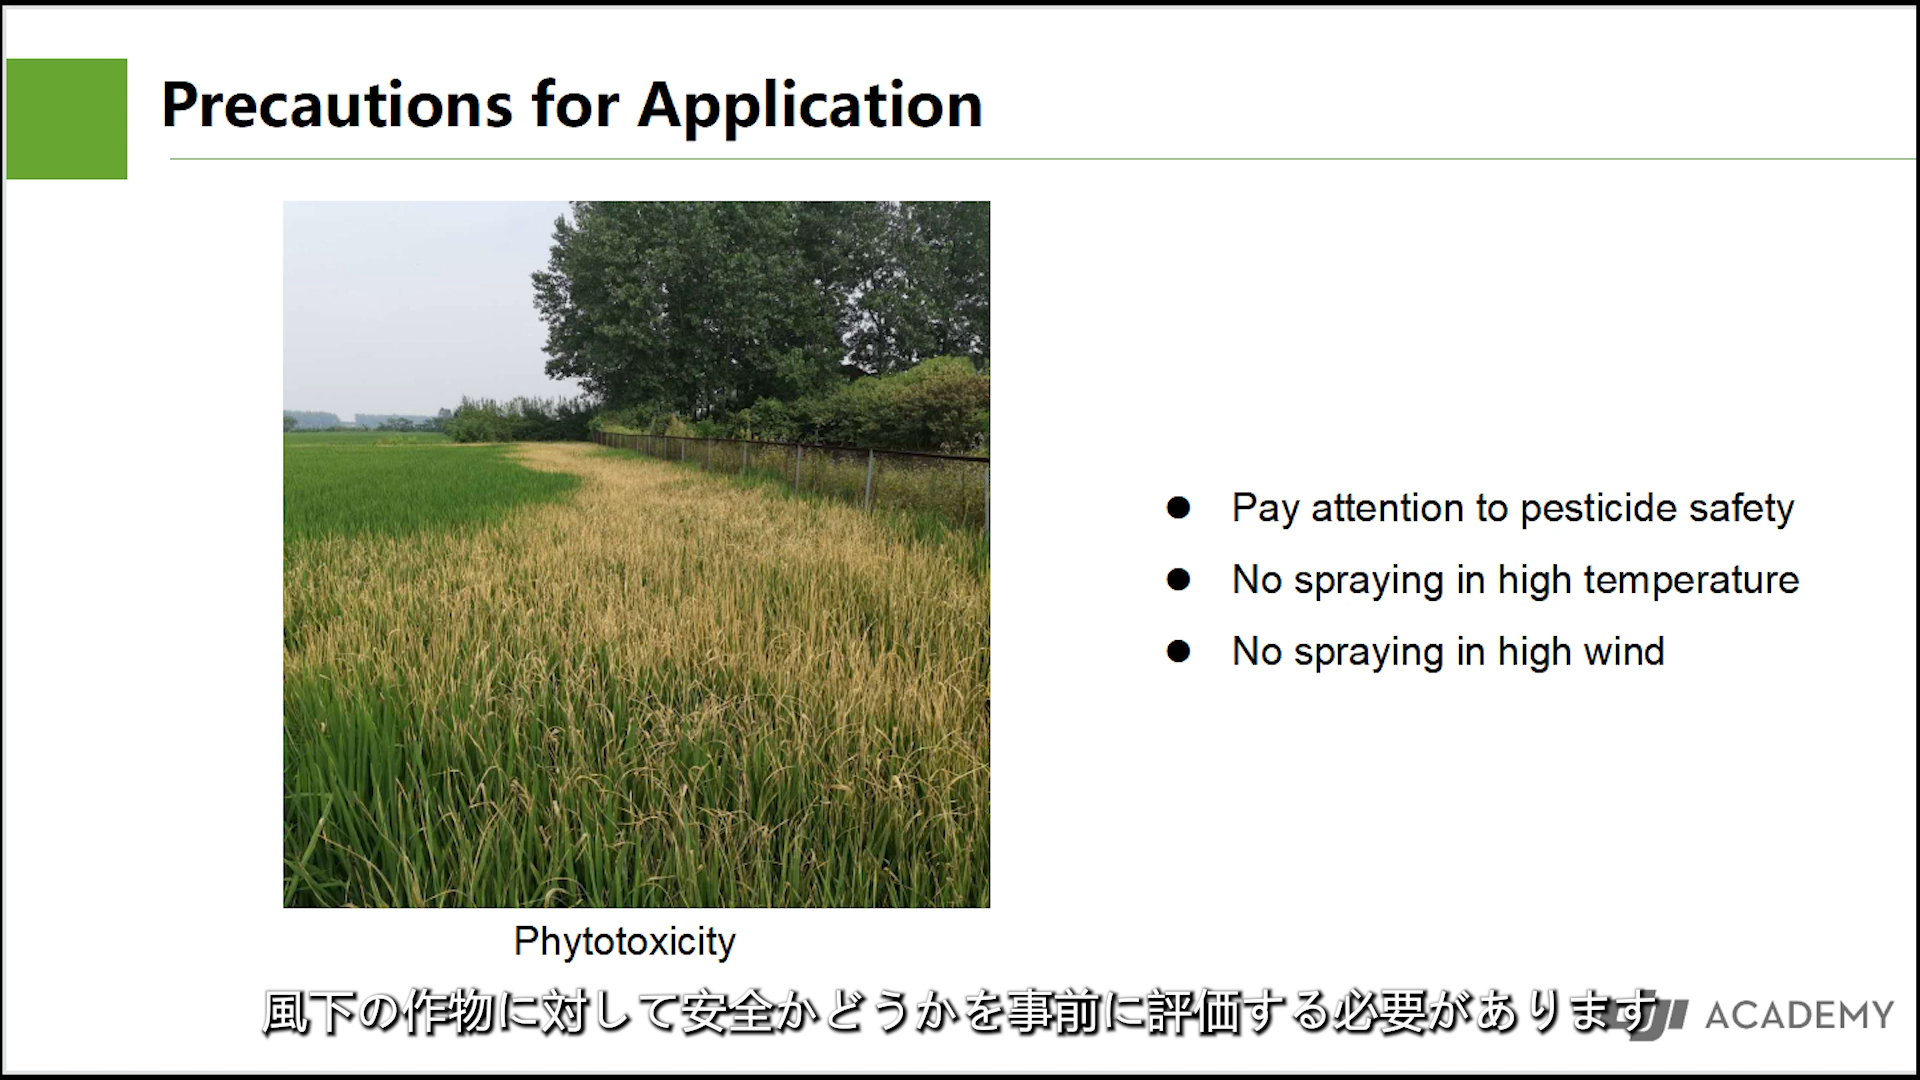 Precautions for Application
● Pay attention to pesticide safety
● No spraying in high temperature
● No spraying in high wind
Phytotoxicity
風下の作物に対して安全かどうかを事前に評価する必要があります
dji ACADEMY